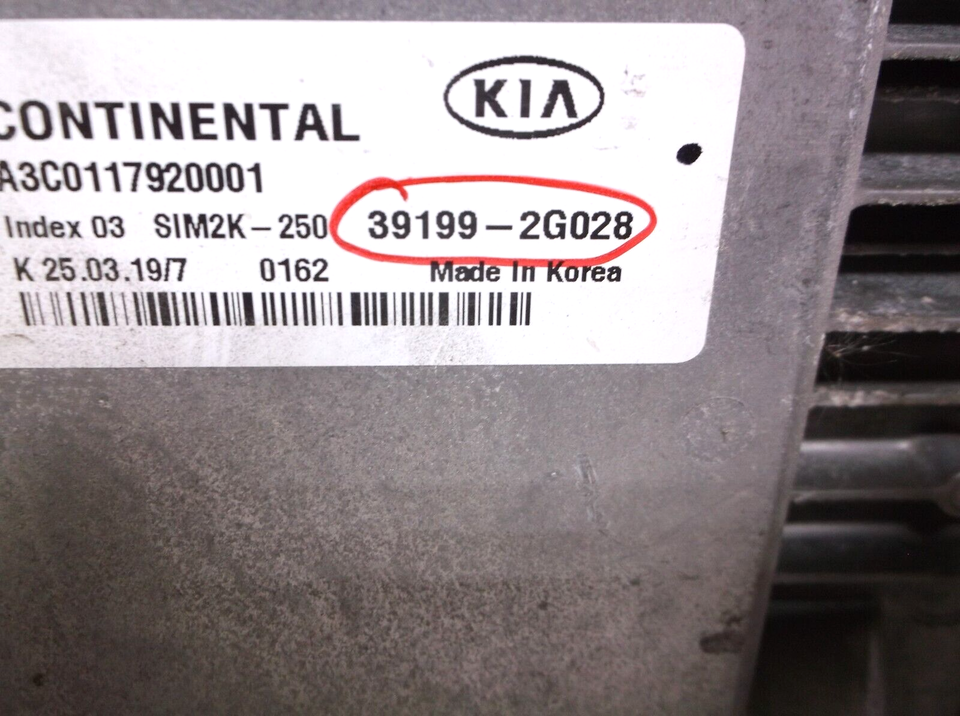 KIA
CONTINENTAL
A3C0117920001
Index 03 SIM2K-250 39199-2G028
K 25.03.19/7 0162 Made In Korea